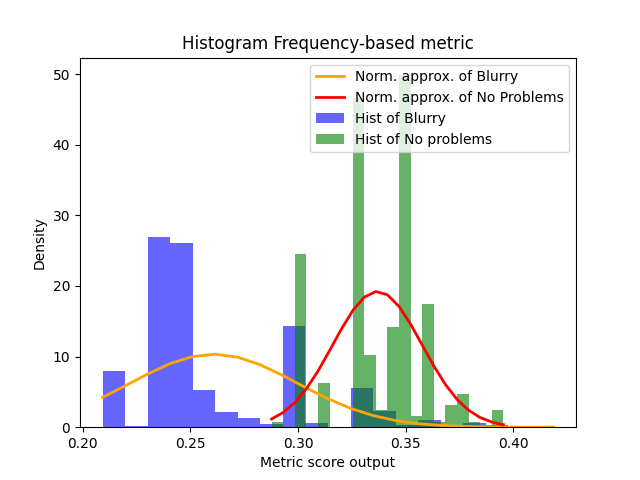 Histogram Frequency-based metric
Norm. approx. of Blurry
Norm. approx. of No Problems
Hist of Blurry
Hist of No problems
Density
50
40
30
20
10
0
0.20 0.25 0.30 0.35 0.40
Metric score output